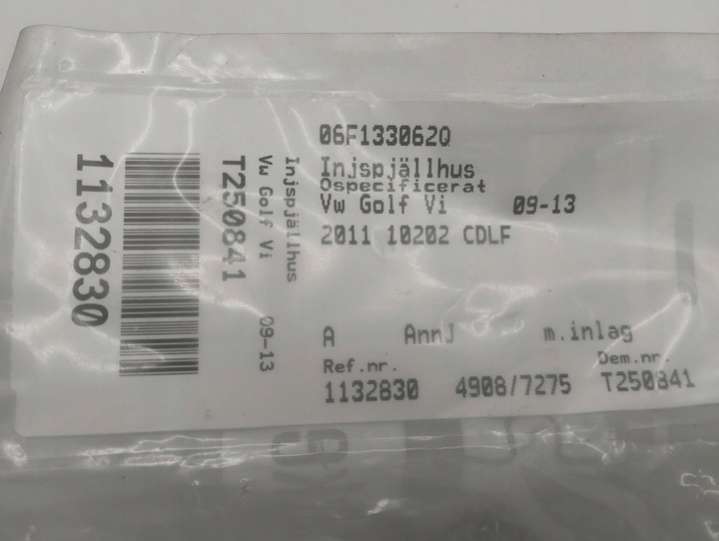 06F133062Q
Injspjällhus
Ospecificerat
Vw Golf Vi 09-13
2011 10202 CDLF
A AnnJ m.inlag
Ref.nr. Dem.nr.
1132830 4908/7275 T250841
Injspjällhus
Vw Golf Vi 09-13
T250841
1132830